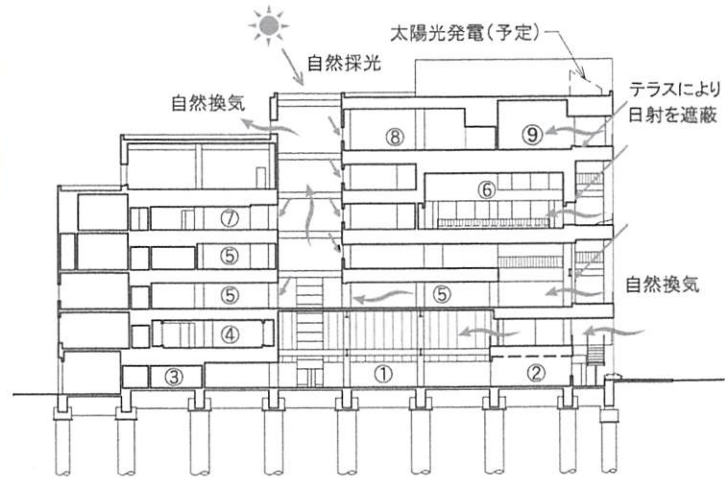 太陽光発電(予定)
自然採光
テラスにより
日射を遮蔽
自然換気
⑧
⑨
⑥
⑦
⑤
⑤
⑤
自然換気
④
③
①
②